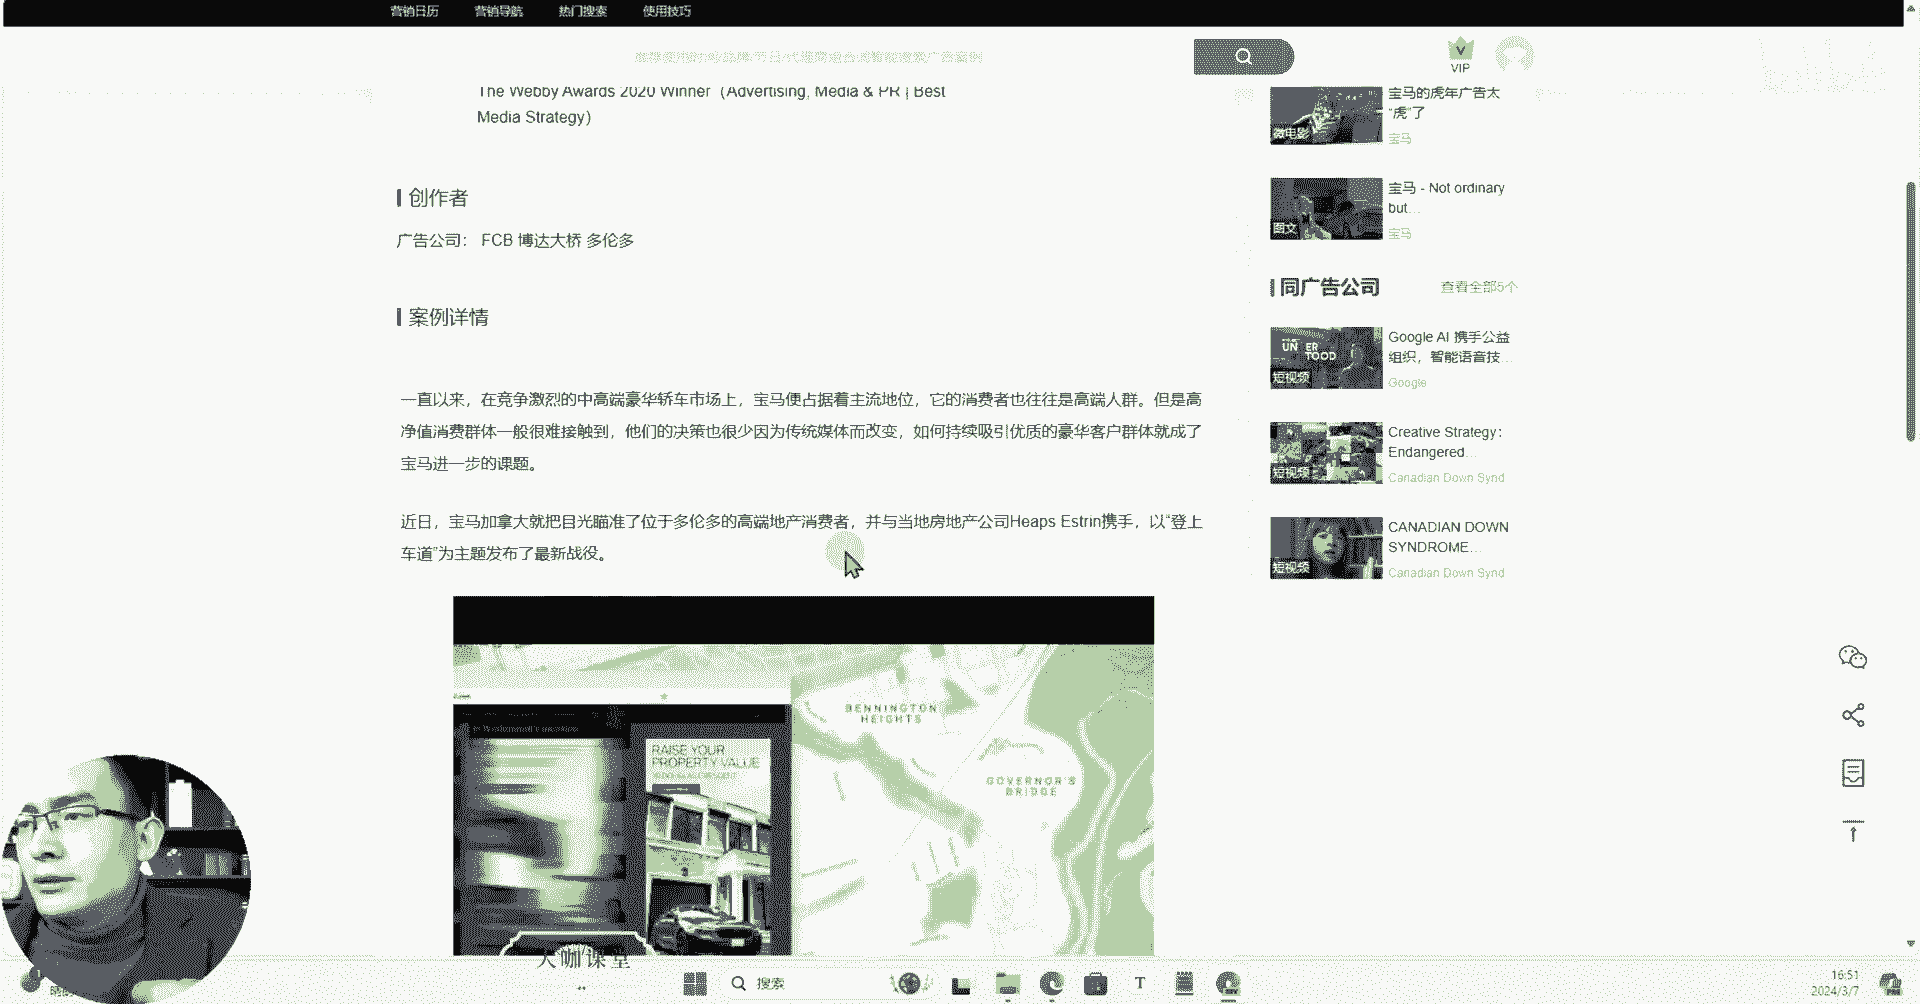 营销日历 营销导航 热门搜索 使用技巧
VIP
The Webby Awards 2020 Winner（Advertising, Media & PR | Best
Media Strategy）
创作者
广告公司： FCB 博达大桥 多伦多
案例详情
一直以来，在竞争激烈的中高端豪华轿车市场上，宝马便占据着主流地位，它的消费者也往往是高端人群。但是高
净值消费群体一般很难接触到，他们的决策也很少因为传统媒体而改变，如何持续吸引优质的豪华客户群体就成了
宝马进一步的课题。
近日，宝马加拿大就把目光瞄准了位于多伦多的高端地产消费者，并与当地房地产公司Heaps Estrin携手，以“登上
车道”为主题发布了最新战役。
RAISE YOUR
PROPERTY VALUE
BENNINGTON
HEIGHTS
GOVERNOR'S
BRIDGE
微电影
宝马的虎年广告太
“虎”了
宝马
图文
宝马 - Not ordinary
but...
宝马
同广告公司
查看全部5个
UN ER
TOOD
短视频
Google AI 携手公益
组织，智能语音技...
Google
短视频
Creative Strategy：
Endangered...
Canadian Down Synd
短视频
CANADIAN DOWN
SYNDROME...
Canadian Down Synd
大咖课堂
搜索
16:51
2024/3/7